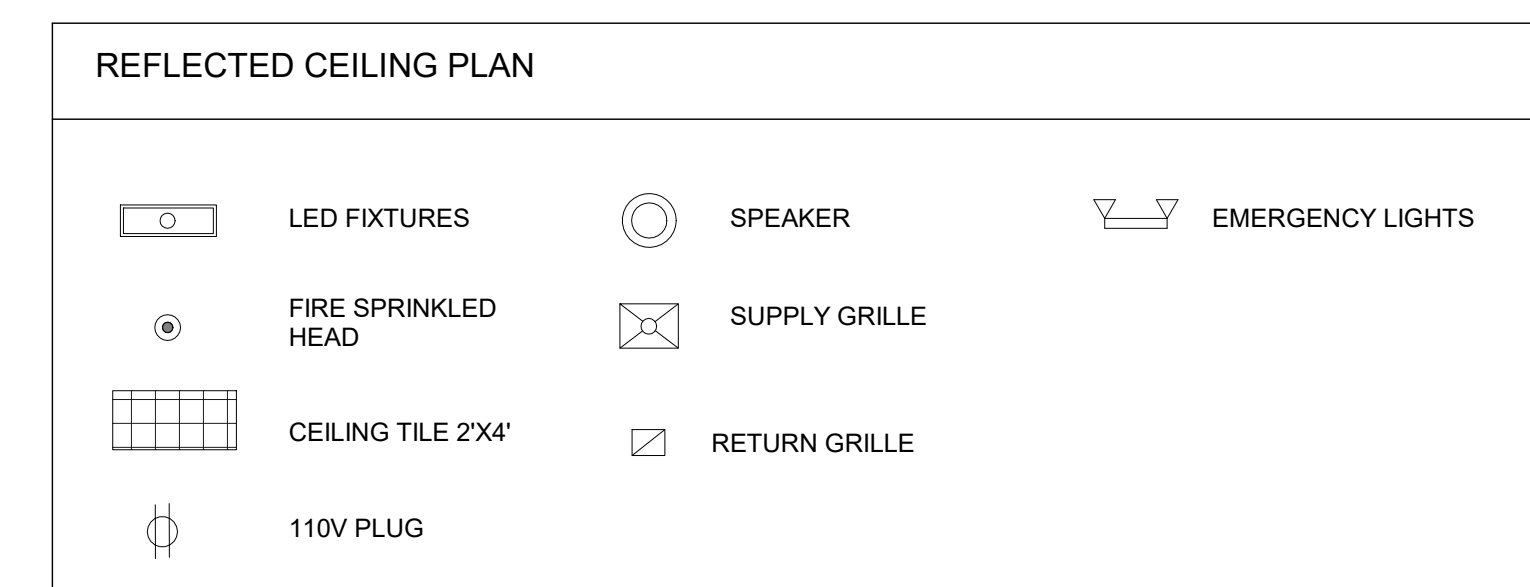 REFLECTED CEILING PLAN
LED FIXTURES
SPEAKER
EMERGENCY LIGHTS
FIRE SPRINKLED
HEAD
SUPPLY GRILLE
CEILING TILE 2'X4'
RETURN GRILLE
110V PLUG